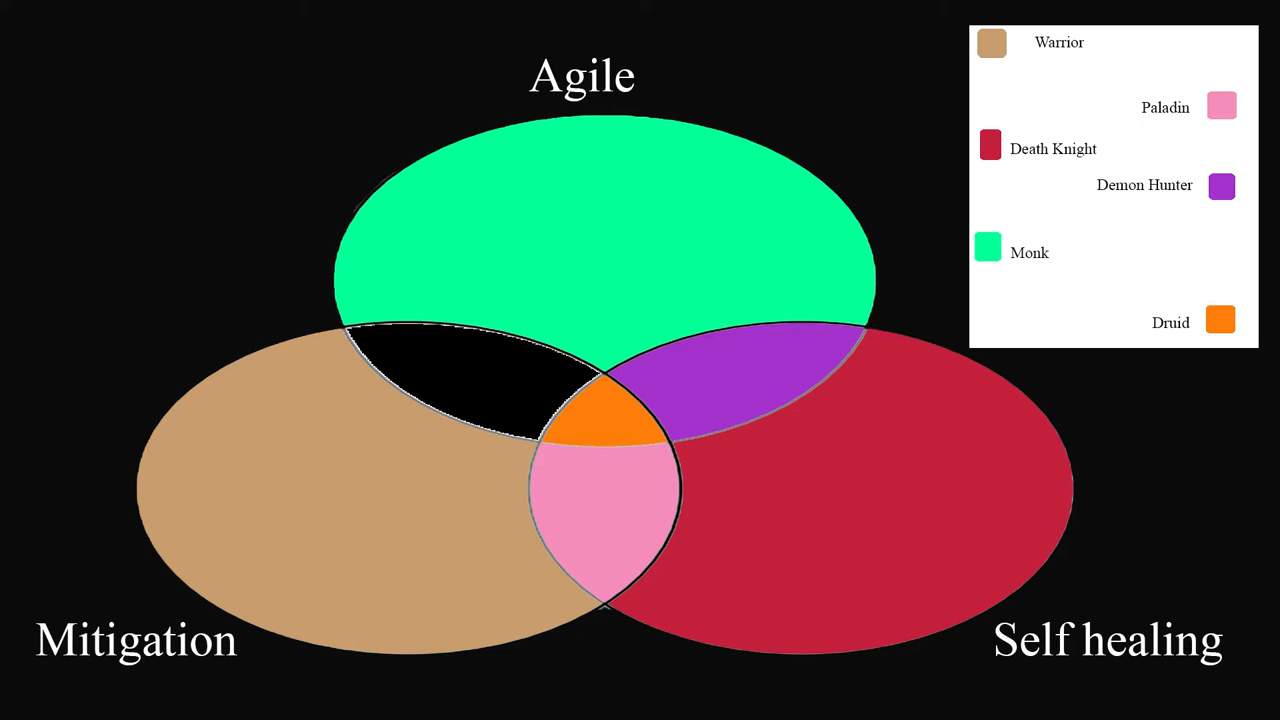 Agile
Warrior
Paladin
Death Knight
Demon Hunter
Monk
Druid
Mitigation
Self healing